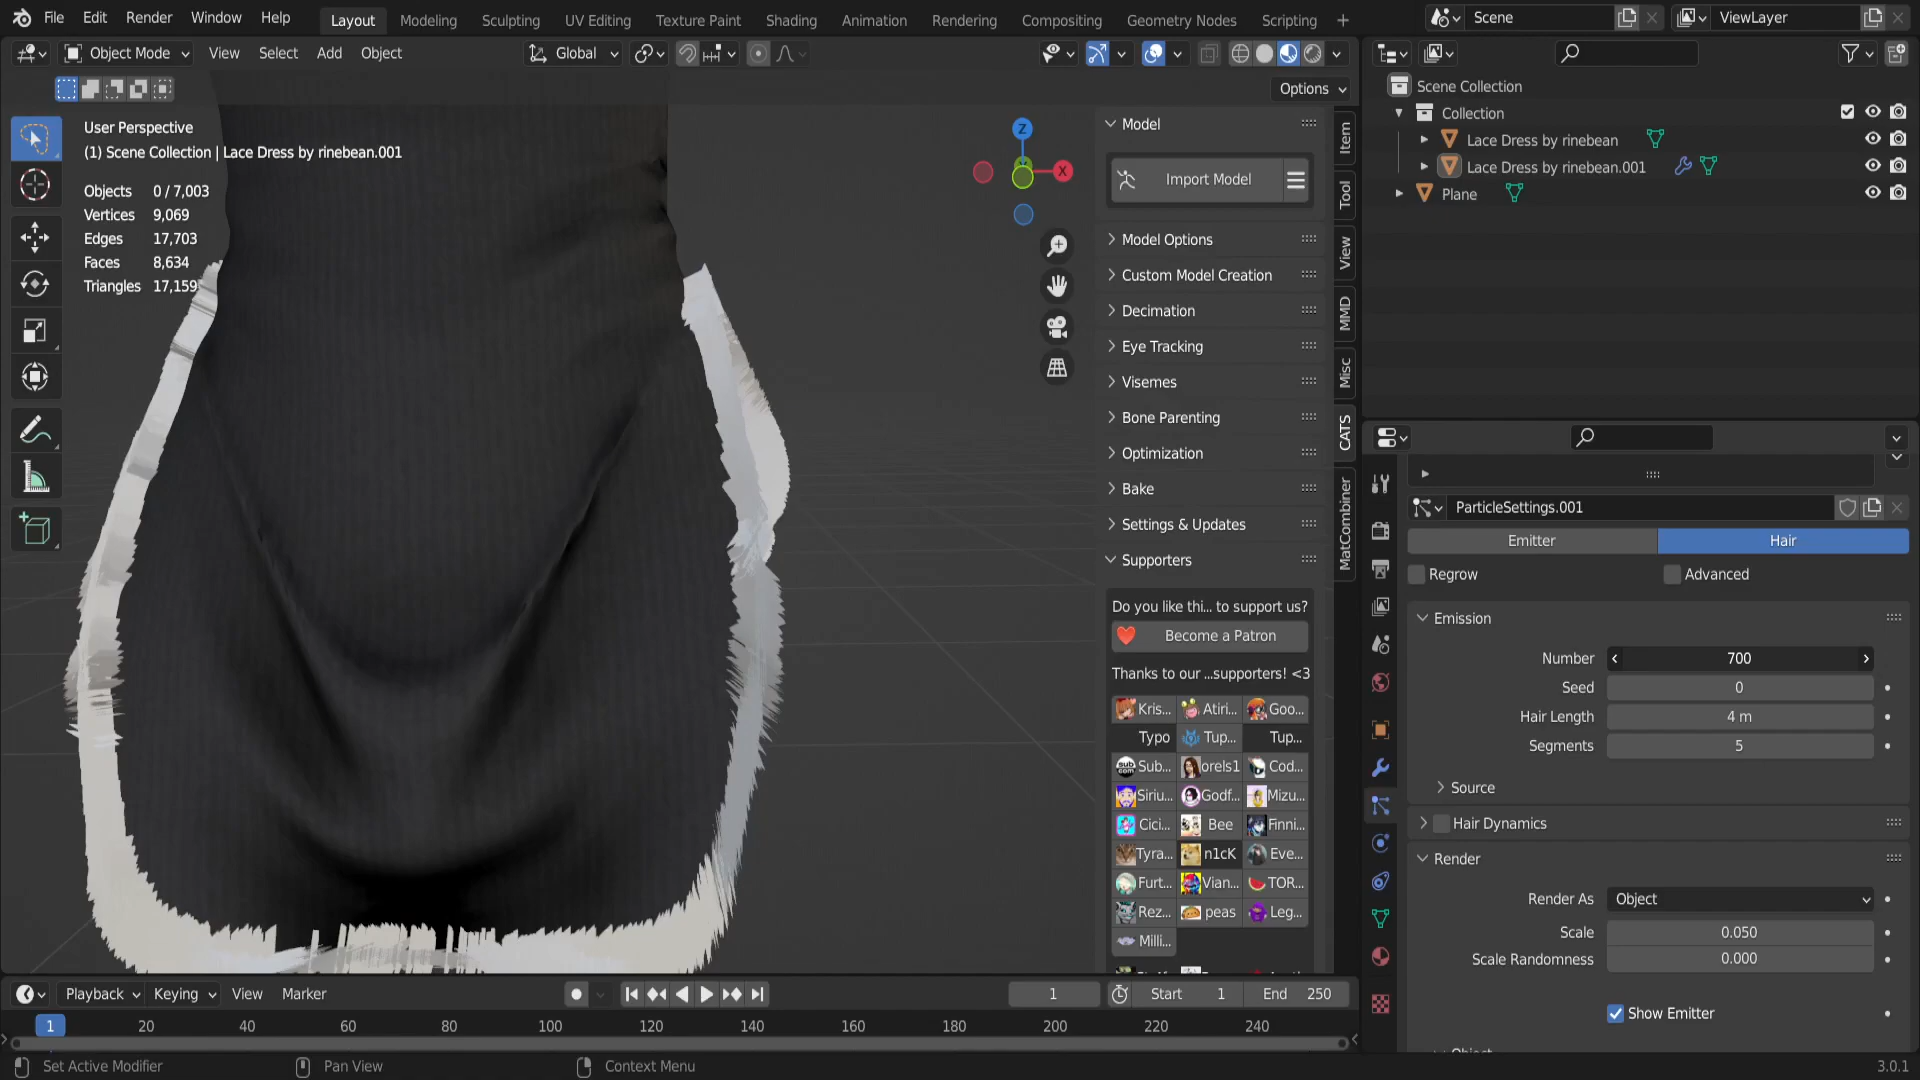 File Edit Render Window Help Layout Modeling Sculpting UV Editing Texture Paint Shading Animation Rendering Compositing Geometry Nodes Scripting + Scene ViewLayer
Object Mode View Select Add Object Global
Options
User Perspective
(1) Scene Collection | Lace Dress by rinebean.001
Objects 0 / 7,003
Vertices 9,069
Edges 17,703
Faces 8,634
Triangles 17,159
Z
X
Model
Import Model
Model Options
Custom Model Creation
Decimation
Eye Tracking
Visemes
Bone Parenting
Optimization
Bake
Settings & Updates
Supporters
Do you like thi... to support us?
Become a Patron
Thanks to our ...supporters! <3
Kris... Atiri... Goo...
Typo Tup... Tup...
Sub... orels1 Cod...
Siriu... Godf... Mizu...
Cici... Bee Finni...
Tyra... n1cK Eve...
Furt... Vian... TOR...
Rez... peas Leg...
Milli...
Item
Tool
View
MMD
Misc
CATS
MatCombiner
Scene Collection
Collection
Lace Dress by rinebean
Lace Dress by rinebean.001
Plane
ParticleSettings.001
Emitter Hair
Regrow Advanced
Emission
Number 700
Seed 0
Hair Length 4 m
Segments 5
Source
Hair Dynamics
Render
Render As Object
Scale 0.050
Scale Randomness 0.000
Show Emitter
Object
Playback Keying View Marker 1 Start 1 End 250
1 20 40 60 80 100 120 140 160 180 200 220 240
Set Active Modifier Pan View Context Menu 3.0.1